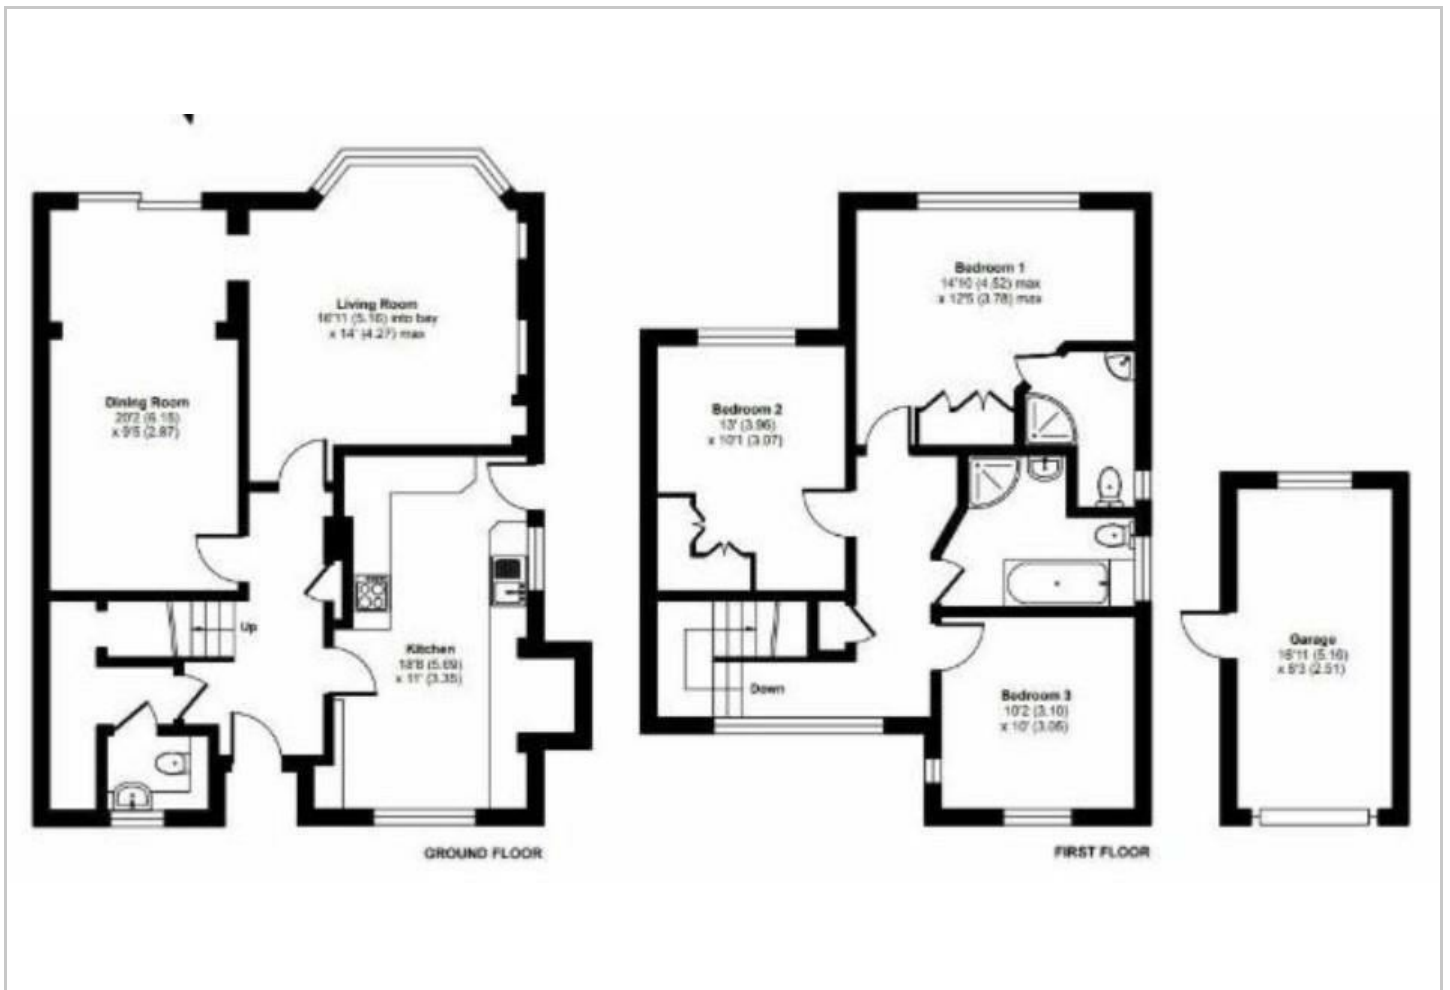 Living Room
16'11 (5.16) into bay
x 14' (4.27) max
Dining Room
20'2 (6.15)
x 9'5 (2.87)
Up
Kitchen
18'8 (5.69)
x 11' (3.35)
GROUND FLOOR
Bedroom 1
14'10 (4.52) max
x 12'5 (3.78) max
Bedroom 2
13' (3.96)
x 10'1 (3.07)
Down
Bedroom 3
10'2 (3.10)
x 10' (3.05)
FIRST FLOOR
Garage
16'11 (5.16)
x 8'3 (2.51)